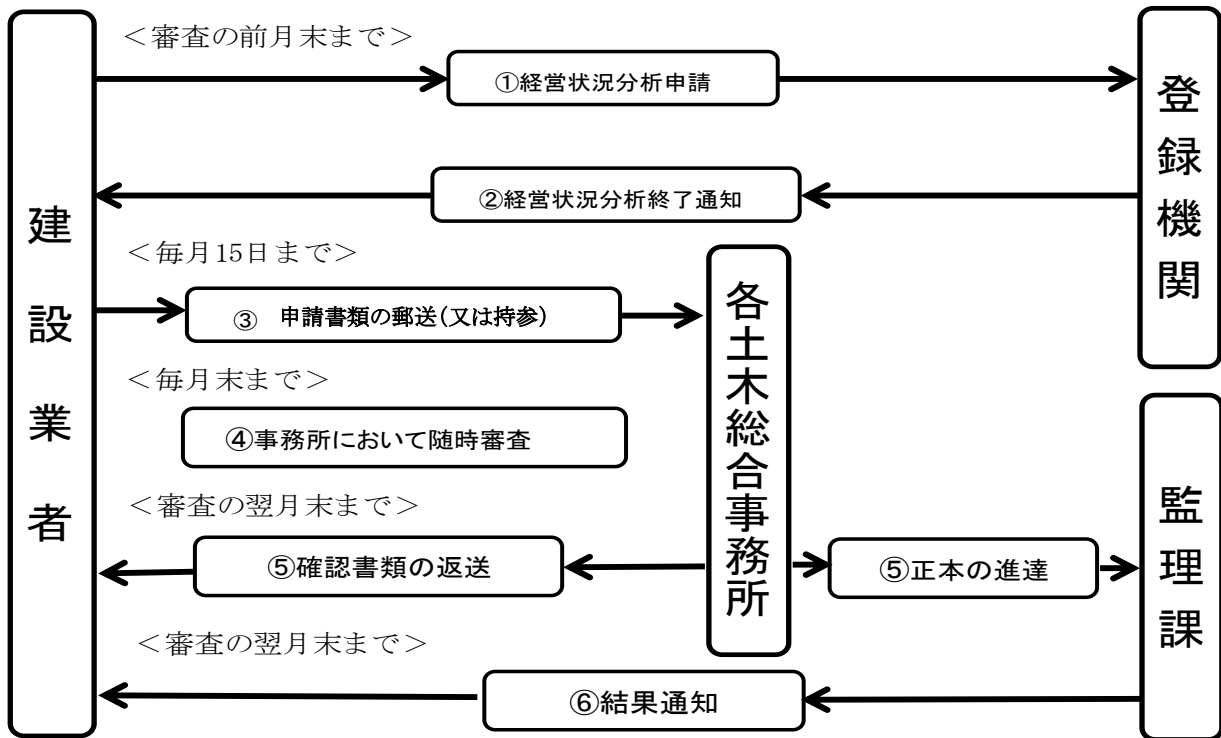 建設業者
＜審査の前月末まで＞
①経営状況分析申請
登録機関
②経営状況分析終了通知
＜毎月15日まで＞
③ 申請書類の郵送(又は持参)
各土木総合事務所
＜毎月末まで＞
④事務所において随時審査
＜審査の翌月末まで＞
⑤確認書類の返送
⑤正本の進達
監理課
＜審査の翌月末まで＞
⑥結果通知